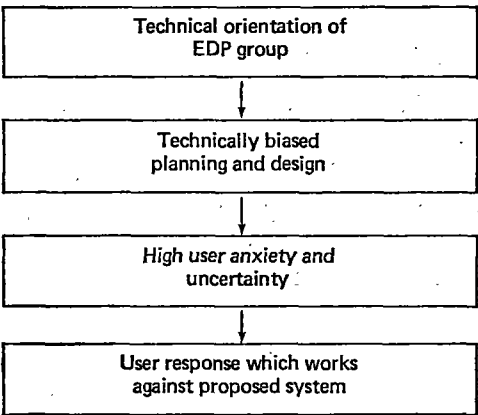 Technical orientation of
EDP group
Technically biased
planning and design
High user anxiety and
uncertainty
User response which works
against proposed system